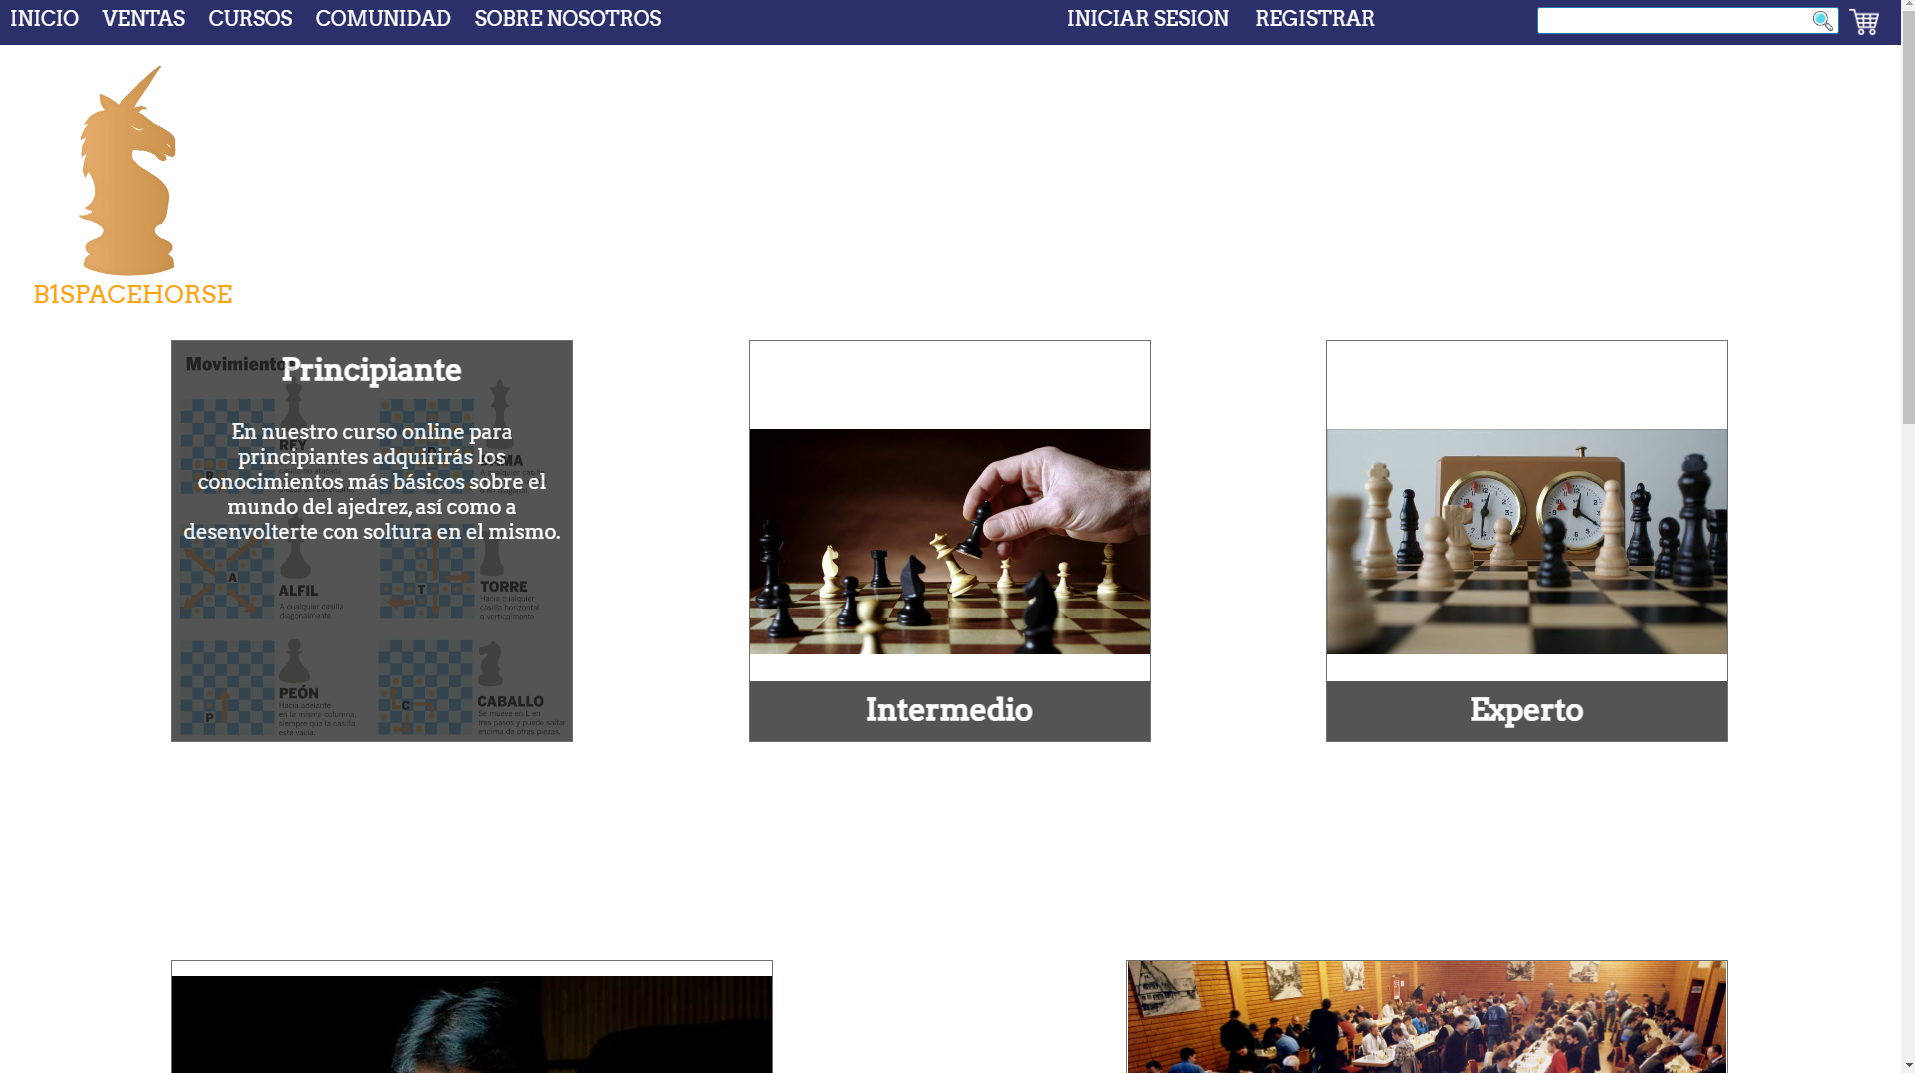 INICIO VENTAS CURSOS COMUNIDAD SOBRE NOSOTROS INICIAR SESION REGISTRAR
B1SPACEHORSE
Movimiento
Principiante
En nuestro curso online para
principiantes adquirirás los
conocimientos más básicos sobre el
mundo del ajedrez, así como a
desenvolterte con soltura en el mismo.
REY
A
ALFIL
A cualquier casilla
diagonalmente.
T
TORRE
Hacia cualquier
casilla horizontal
o verticalmente.
P
PEÓN
Hacia adelante
en la misma columna,
siempre que la casilla
esté vacía.
C
CABALLO
Se mueve en L en
tres pasos y puede saltar
encima de otras piezas.
Intermedio
Experto